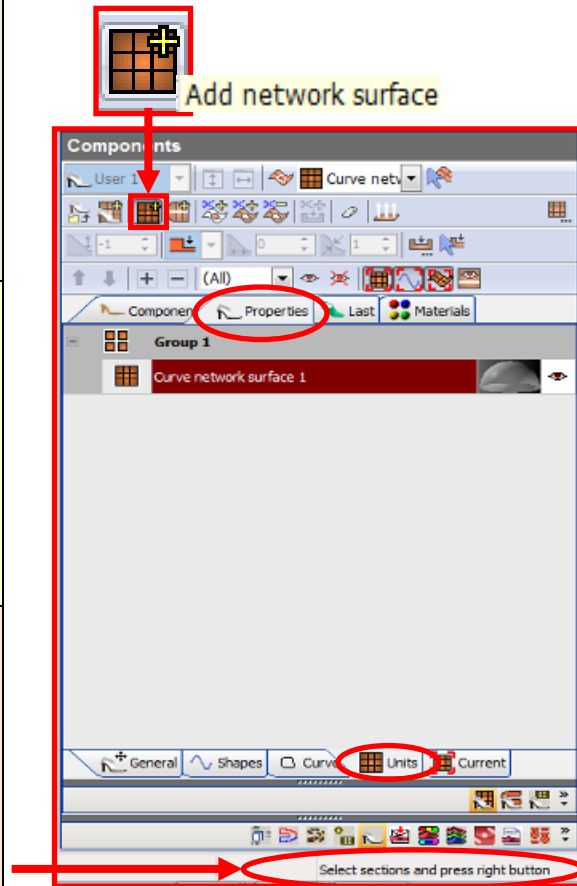 Add network surface
Components
User 1 Curve netw
-1 0 1
(All)
Componen Properties Last Materials
Group 1
Curve network surface 1
General Shapes Curve Units Current
Select sections and press right button